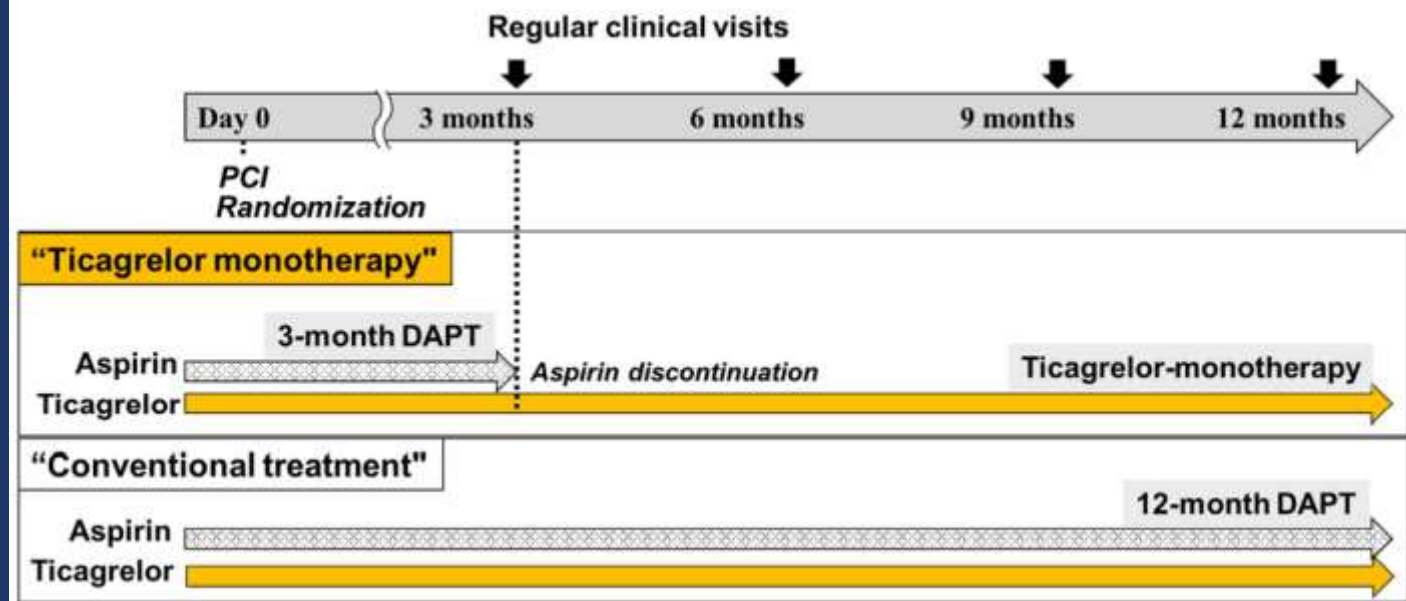 Regular clinical visits
Day 0 3 months 6 months 9 months 12 months
PCI
Randomization
“Ticagrelor monotherapy"
3-month DAPT
Aspirin
Aspirin discontinuation
Ticagrelor-monotherapy
Ticagrelor
“Conventional treatment"
12-month DAPT
Aspirin
Ticagrelor